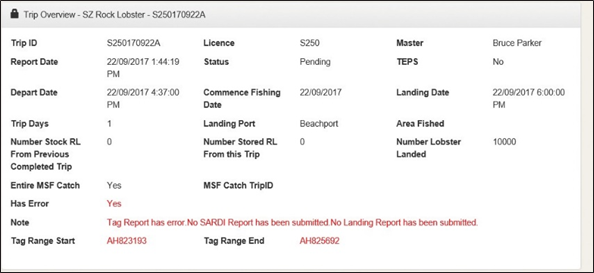 Trip Overview - SZ Rock Lobster - S250170922A
Trip ID S250170922A Licence S250 Master Bruce Parker
Report Date 22/09/2017 1:44:19 PM Status Pending TEPS No
Depart Date 22/09/2017 4:37:00 PM Commence Fishing Date 22/09/2017 Landing Date 22/09/2017 6:00:00 PM
Trip Days 1 Landing Port Beachport Area Fished
Number Stock RL From Previous Completed Trip 0 Number Stored RL From this Trip 0 Number Lobster Landed 10000
Entire MSF Catch Yes MSF Catch TripID
Has Error Yes
Note Tag Report has error.No SARDI Report has been submitted.No Landing Report has been submitted.
Tag Range Start AH823193 Tag Range End AH825692